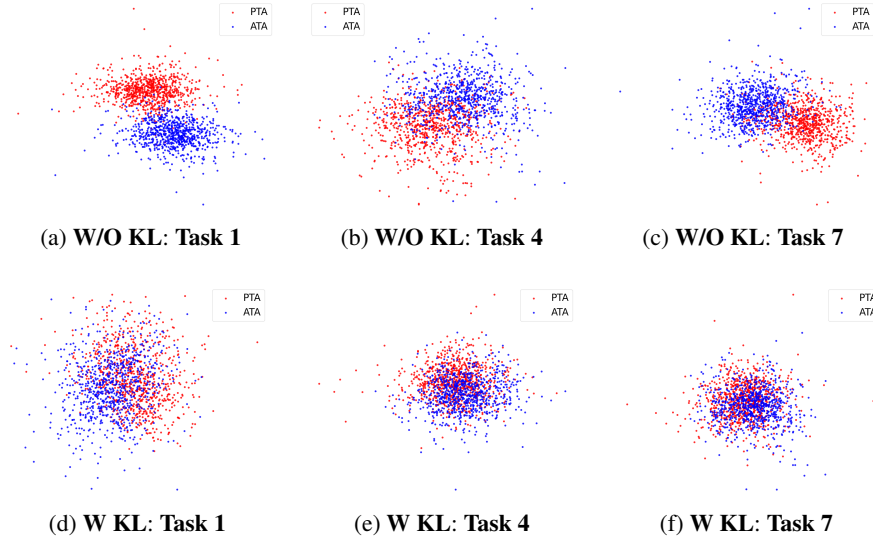 PTA
ATA
PTA
ATA
PTA
ATA
(a) W/O KL: Task 1
(b) W/O KL: Task 4
(c) W/O KL: Task 7
PTA
ATA
PTA
ATA
PTA
ATA
(d) W KL: Task 1
(e) W KL: Task 4
(f) W KL: Task 7